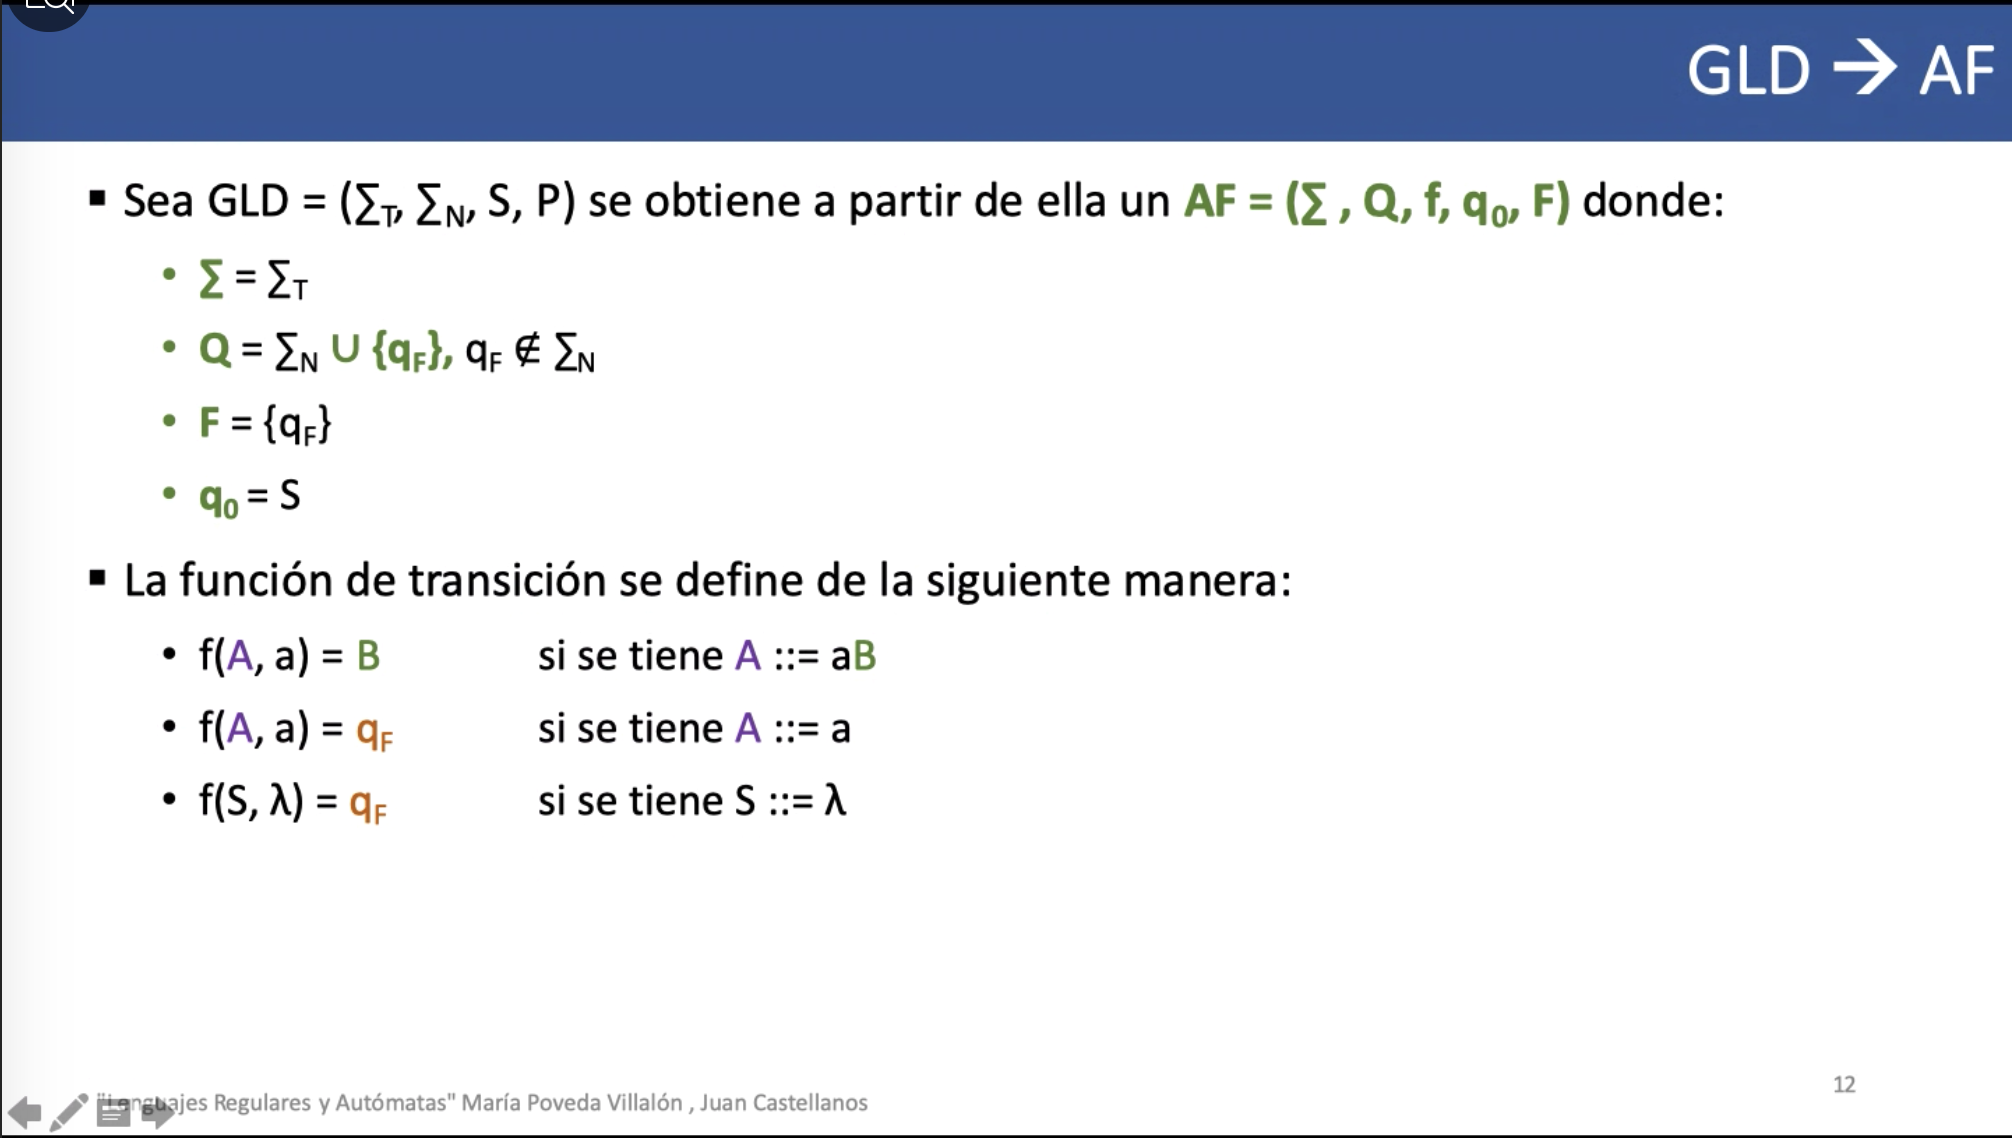 GLD → AF
▪ Sea GLD = (∑T, ∑N, S, P) se obtiene a partir de ella un AF = (∑ , Q, f, q0, F) donde:
• ∑ = ∑T
• Q = ∑N ∪ {qF}, qF ∉ ∑N
• F = {qF}
• q0 = S
▪ La función de transición se define de la siguiente manera:
• f(A, a) = B si se tiene A ::= aB
• f(A, a) = qF si se tiene A ::= a
• f(S, λ) = qF si se tiene S ::= λ
12
"Lenguajes Regulares y Autómatas" María Poveda Villalón , Juan Castellanos